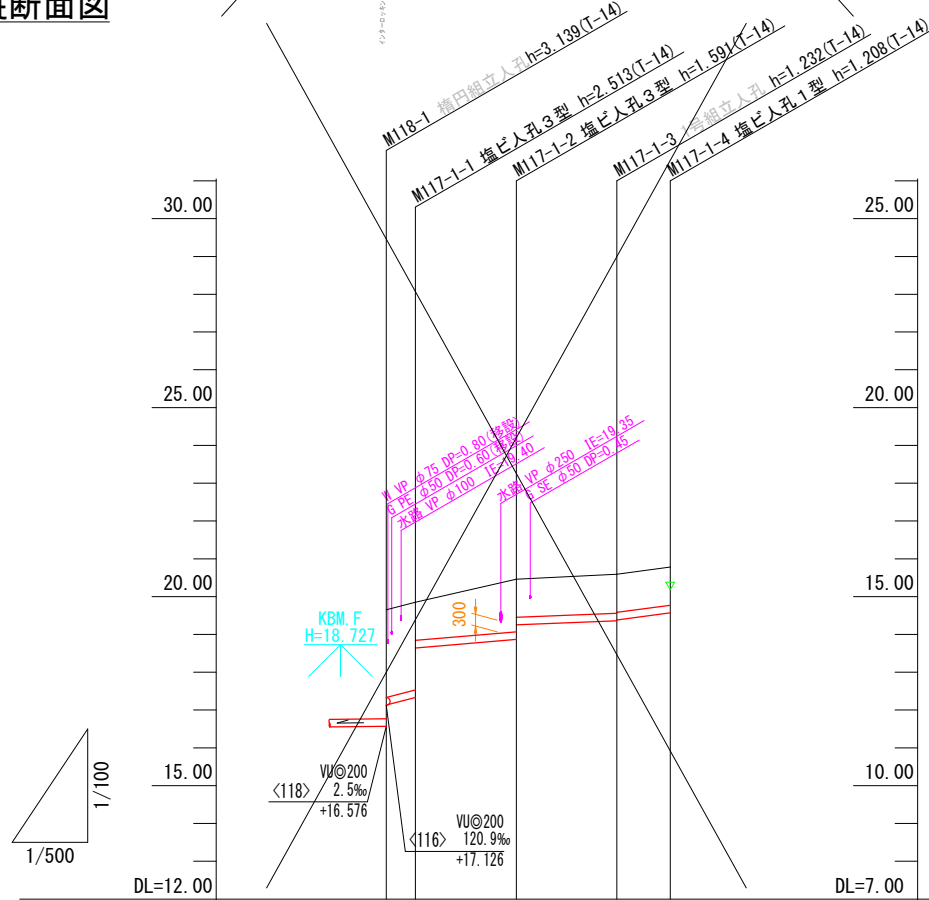 断面図
M118-1 楕円組立人孔 h=3.139(T-14)
M117-1-1 塩ビ人孔3型 h=2.513(T-14)
M117-1-2 塩ビ人孔3型 h=1.591(T-14)
M117-1-3 1号組立人孔 h=1.232(T-14)
M117-1-4 塩ビ人孔1型 h=1.208(T-14)
30.00
25.00
25.00
20.00
W VP φ75 DP=0.80(移設)
G PE φ50 DP=0.60(移設)
水路 VP φ100 IE=19.40
水路 VP φ250 IE=19.35
G SE φ50 DP=0.45
20.00
15.00
KBM.F
H=18.727
300
15.00
10.00
VU◎200
〈118〉 2.5‰
+16.576
VU◎200
〈116〉 120.9‰
+17.126
1/100
1/500
DL=12.00
DL=7.00